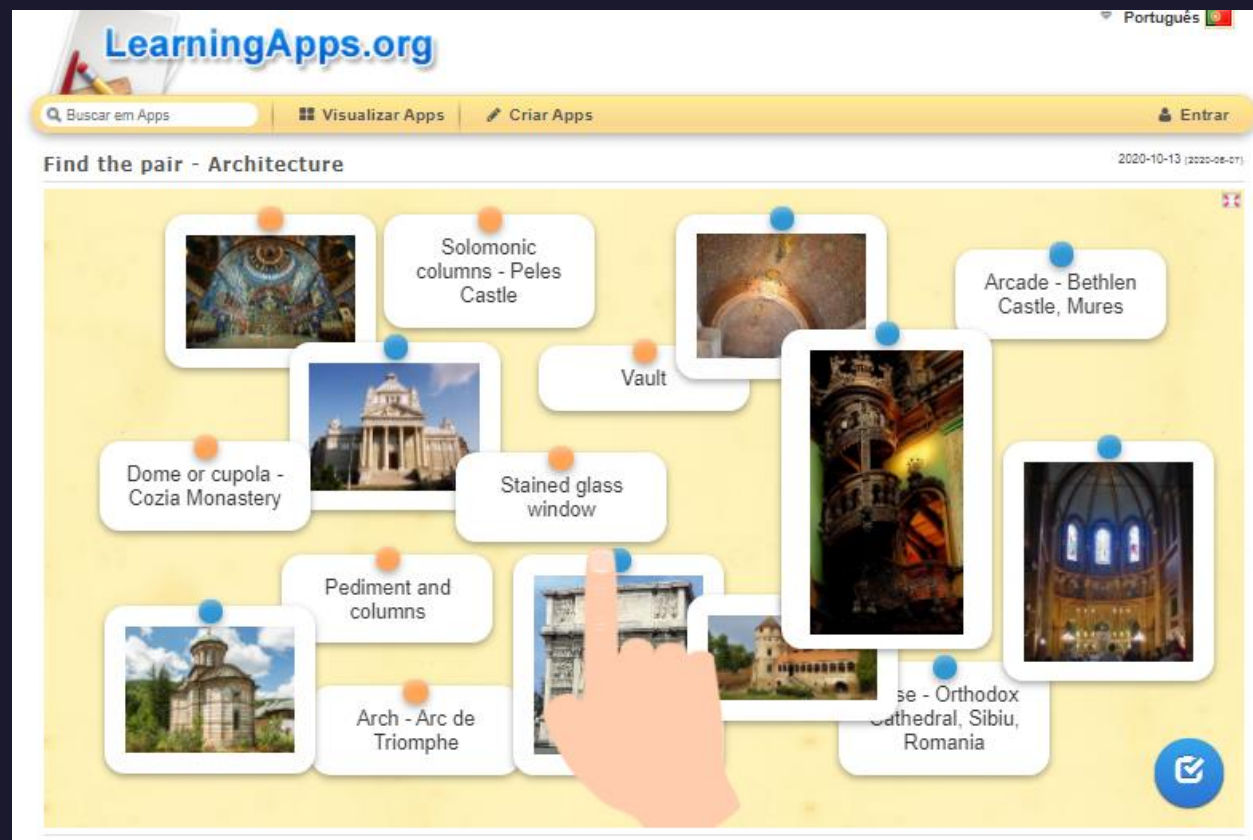 Português
LearningApps.org
Buscar em Apps
Visualizar Apps
Criar Apps
Entrar
Find the pair - Architecture
2020-10-13
Solomonic
columns - Peles
Castle
Arcade - Bethlen
Castle, Mures
Vault
Dome or cupola -
Cozia Monastery
Stained glass
window
Pediment and
columns
Arch - Arc de
Triomphe
se - Orthodox
Cathedral, Sibiu,
Romania